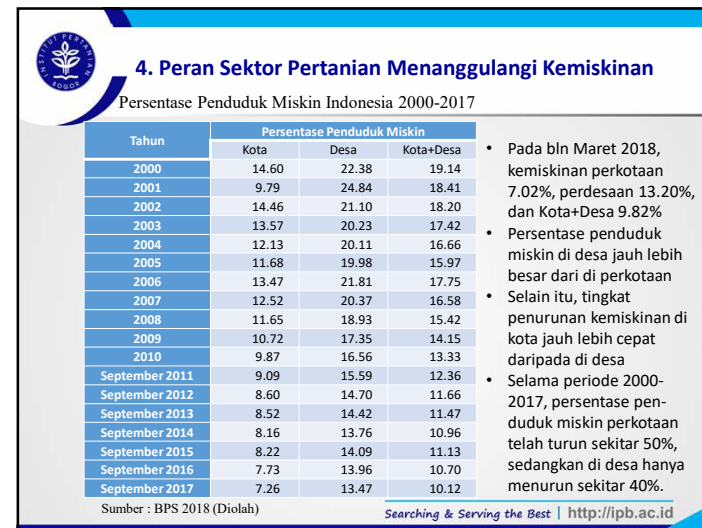 INSTITUT PERTANIAN
BOGOR
4. Peran Sektor Pertanian Menanggulangi Kemiskinan
Persentase Penduduk Miskin Indonesia 2000-2017
Tahun Persentase Penduduk Miskin
Kota Desa Kota+Desa
2000 14.60 22.38 19.14
2001 9.79 24.84 18.41
2002 14.46 21.10 18.20
2003 13.57 20.23 17.42
2004 12.13 20.11 16.66
2005 11.68 19.98 15.97
2006 13.47 21.81 17.75
2007 12.52 20.37 16.58
2008 11.65 18.93 15.42
2009 10.72 17.35 14.15
2010 9.87 16.56 13.33
September 2011 9.09 15.59 12.36
September 2012 8.60 14.70 11.66
September 2013 8.52 14.42 11.47
September 2014 8.16 13.76 10.96
September 2015 8.22 14.09 11.13
September 2016 7.73 13.96 10.70
September 2017 7.26 13.47 10.12
Sumber : BPS 2018 (Diolah)
• Pada bln Maret 2018,
kemiskinan perkotaan
7.02%, perdesaan 13.20%,
dan Kota+Desa 9.82%
• Persentase penduduk
miskin di desa jauh lebih
besar dari di perkotaan
• Selain itu, tingkat
penurunan kemiskinan di
kota jauh lebih cepat
daripada di desa
• Selama periode 2000-
2017, persentase pen-
duduk miskin perkotaan
telah turun sekitar 50%,
sedangkan di desa hanya
menurun sekitar 40%.
Searching & Serving the Best | http://ipb.ac.id